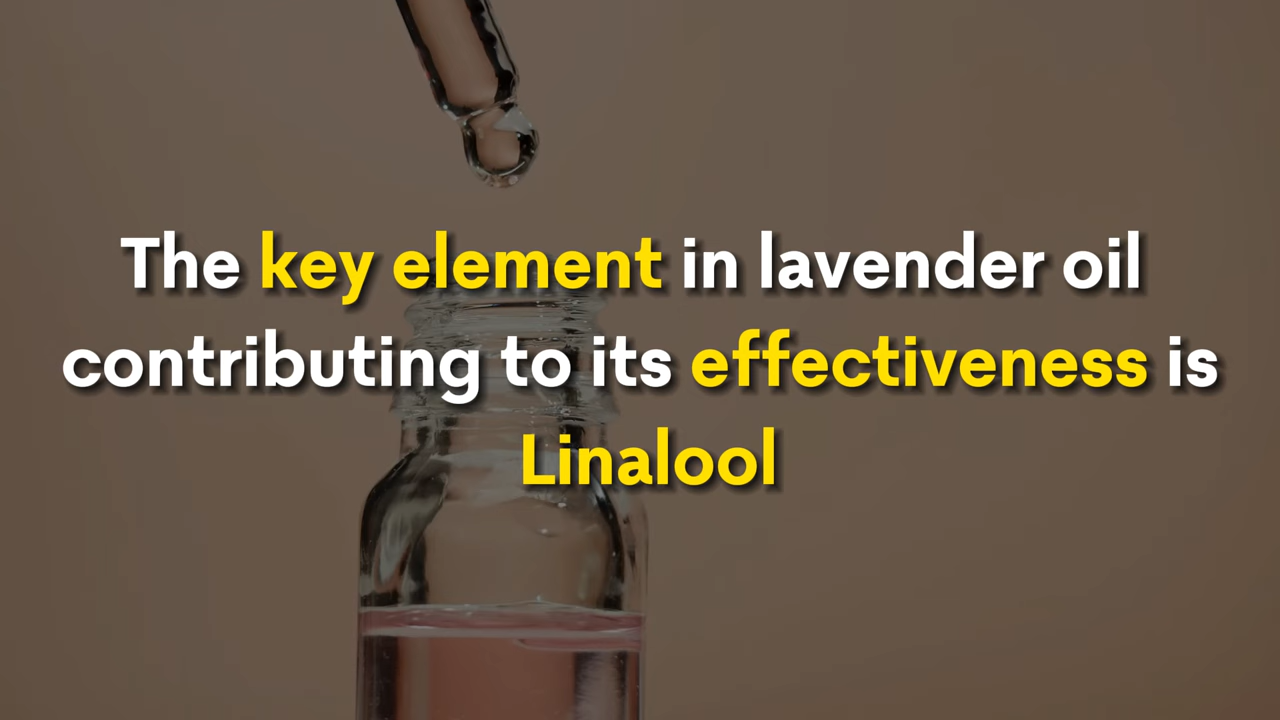 The key element in lavender oil
contributing to its effectiveness is
Linalool